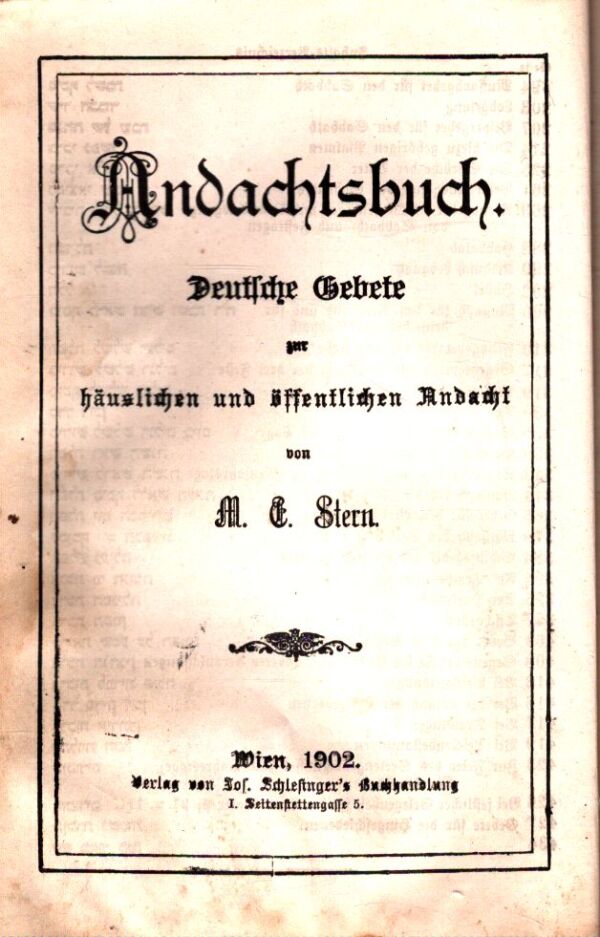 Andachtsbuch.
Deutsche Gebete
zur
häuslichen und öffentlichen Andacht
von
M. E. Stern.
Wien, 1902.
Verlag von Jos. Schlesinger's Buchhandlung
I. Seitenstettengasse 5.